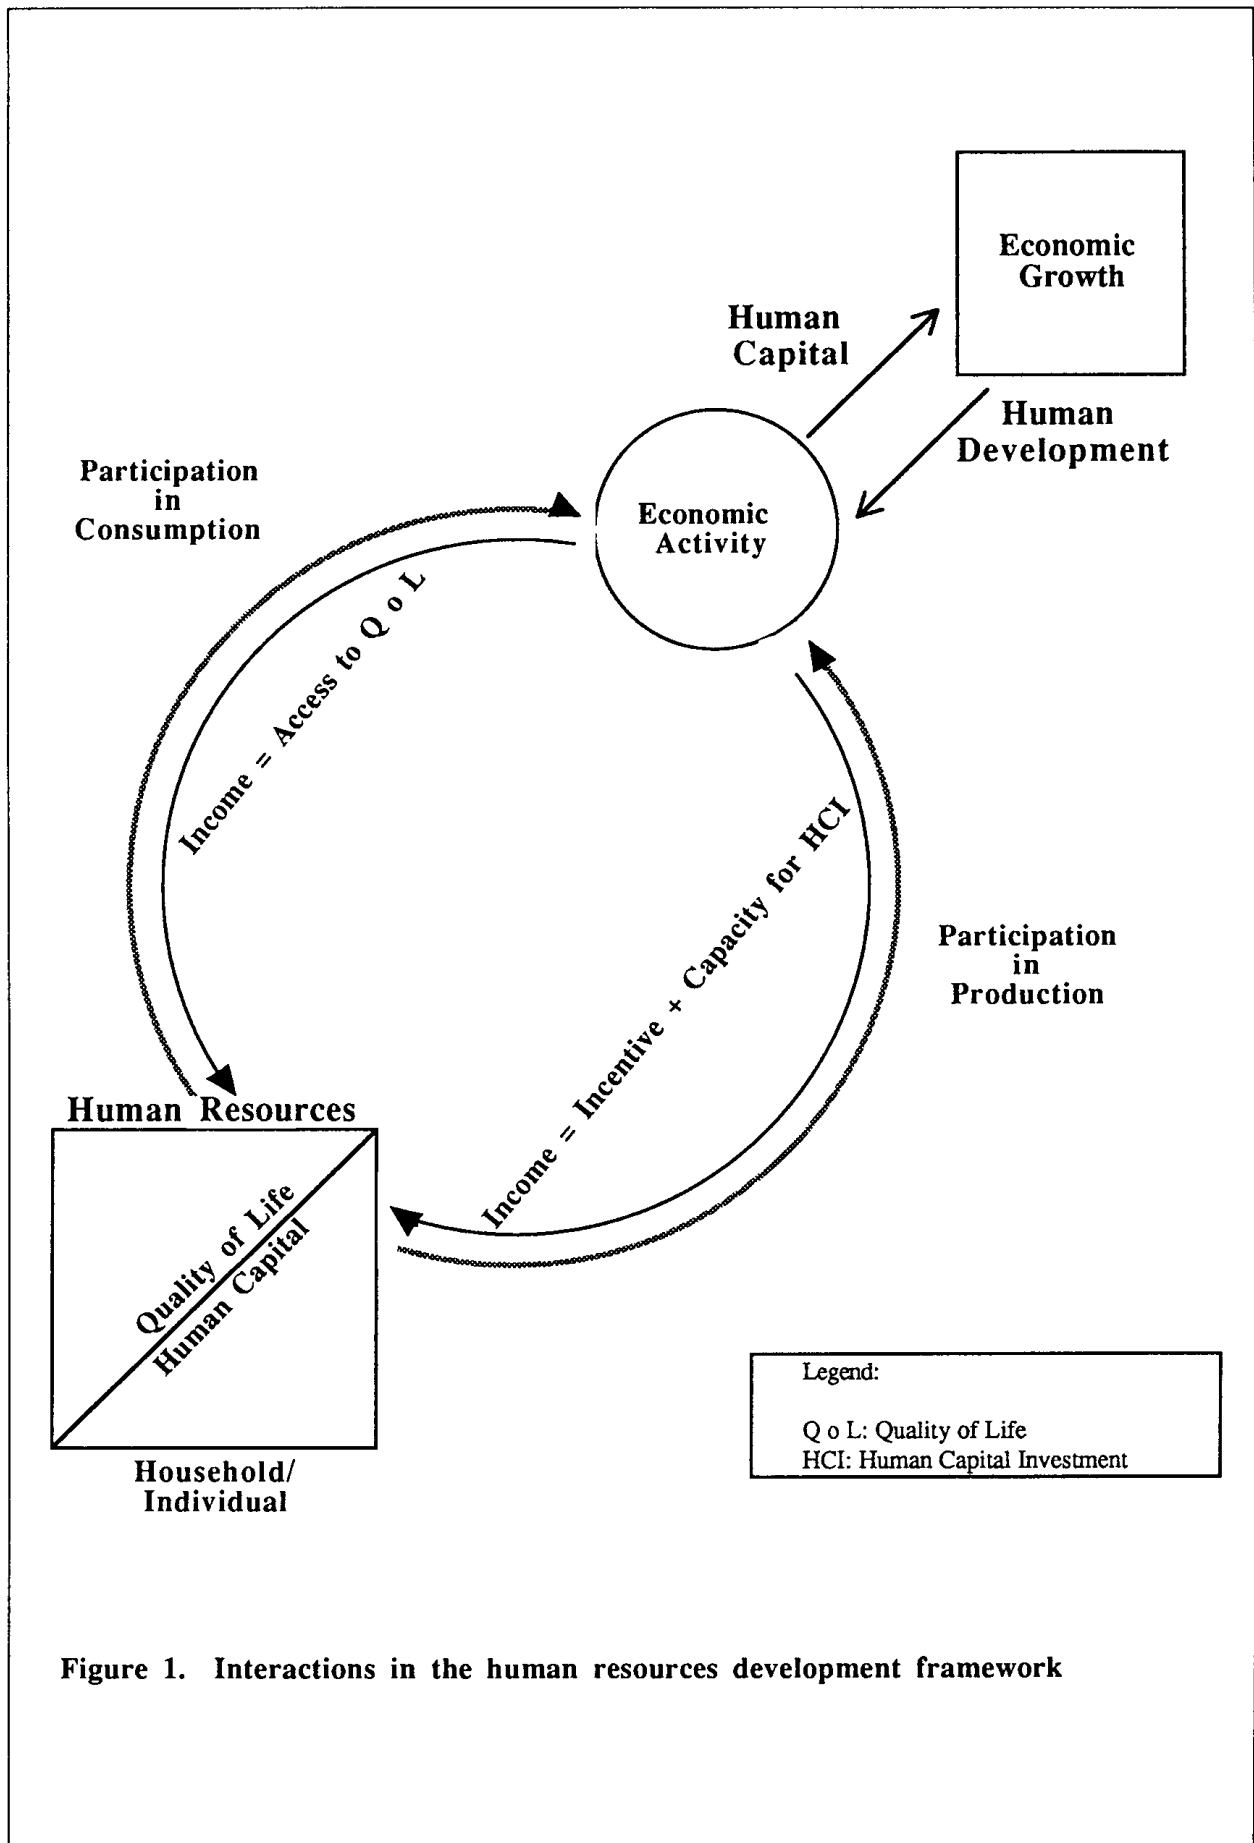 Economic
Growth
Human
Capital
Human
Development
Participation
in
Consumption
Economic
Activity
Income = Access to Q o L
Income = Incentive + Capacity for HCI
Participation
in
Production
Human Resources
Quality of Life
Human Capital
Household/
Individual
Legend:
Q o L: Quality of Life
HCI: Human Capital Investment
Figure 1. Interactions in the human resources development framework